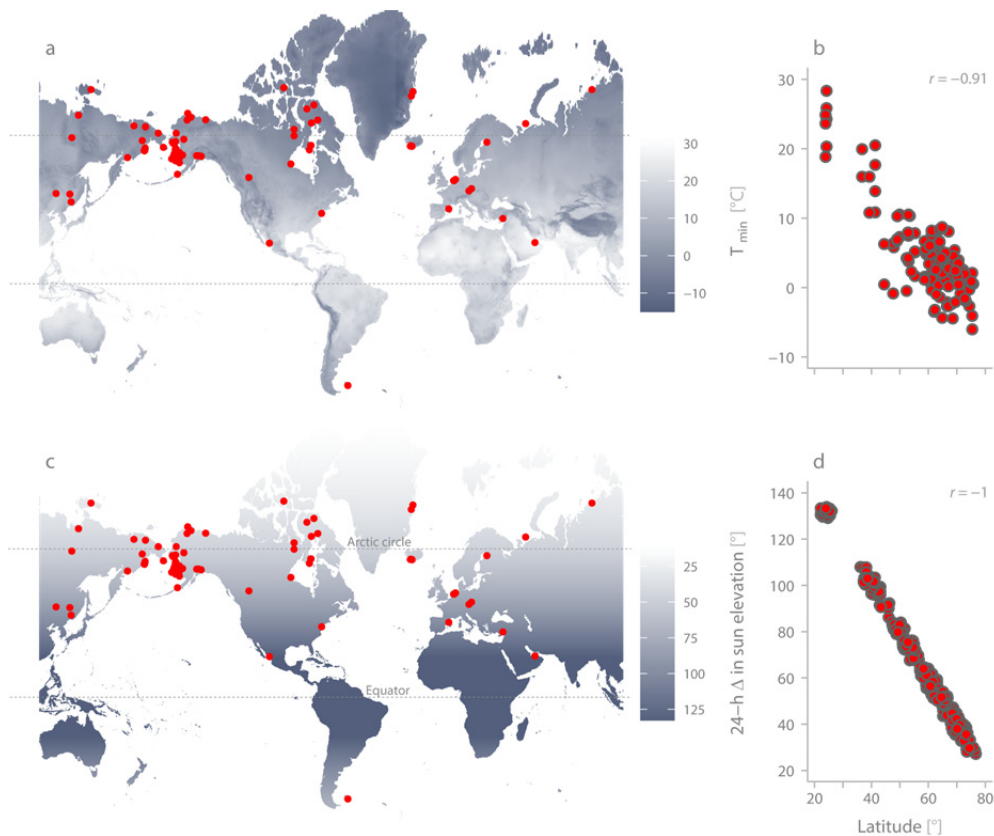 a
30
20
10
0
−10
b
r = −0.91
30
20
10
0
−10
Tmin [°C]
c
Arctic circle
Equator
25
50
75
100
125
d
r = −1
140
120
100
80
60
40
20
24−h Δ in sun elevation [°]
20 40 60 80
Latitude [°]